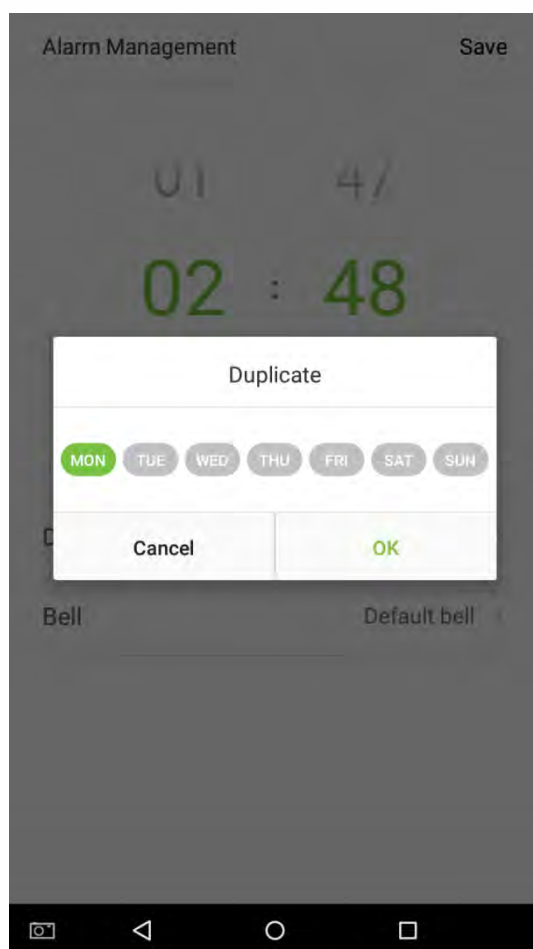 Alarm Management Save
01 47
02 : 48
Duplicate
MON TUE WED THU FRI SAT SUN
Cancel OK
Bell Default bell